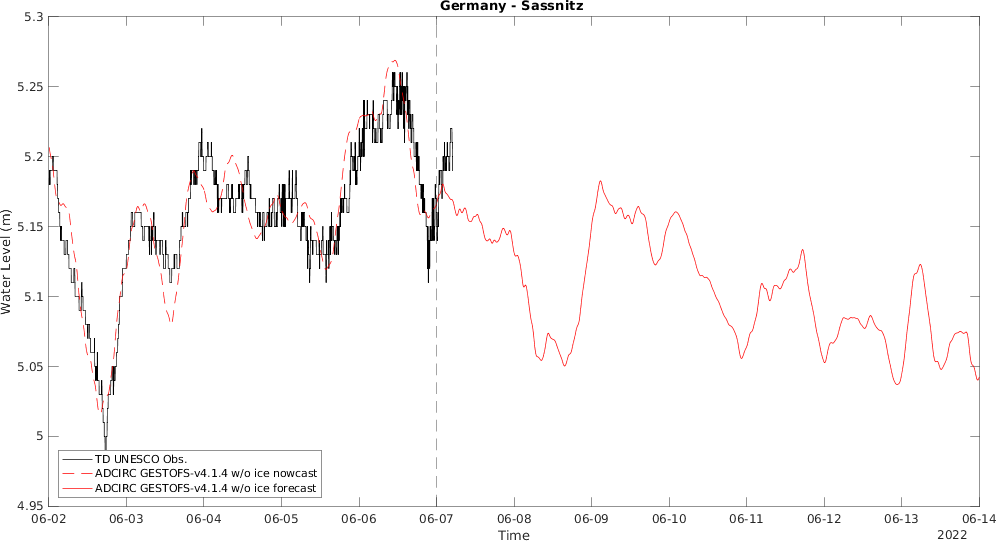 Germany - Sassnitz
5.3
5.25
5.2
5.15
5.1
5.05
5
4.95
Water Level (m)
TD UNESCO Obs.
ADCIRC GESTOFS-v4.1.4 w/o ice nowcast
ADCIRC GESTOFS-v4.1.4 w/o ice forecast
06-02 06-03 06-04 06-05 06-06 06-07 06-08 06-09 06-10 06-11 06-12 06-13 06-14
Time
2022